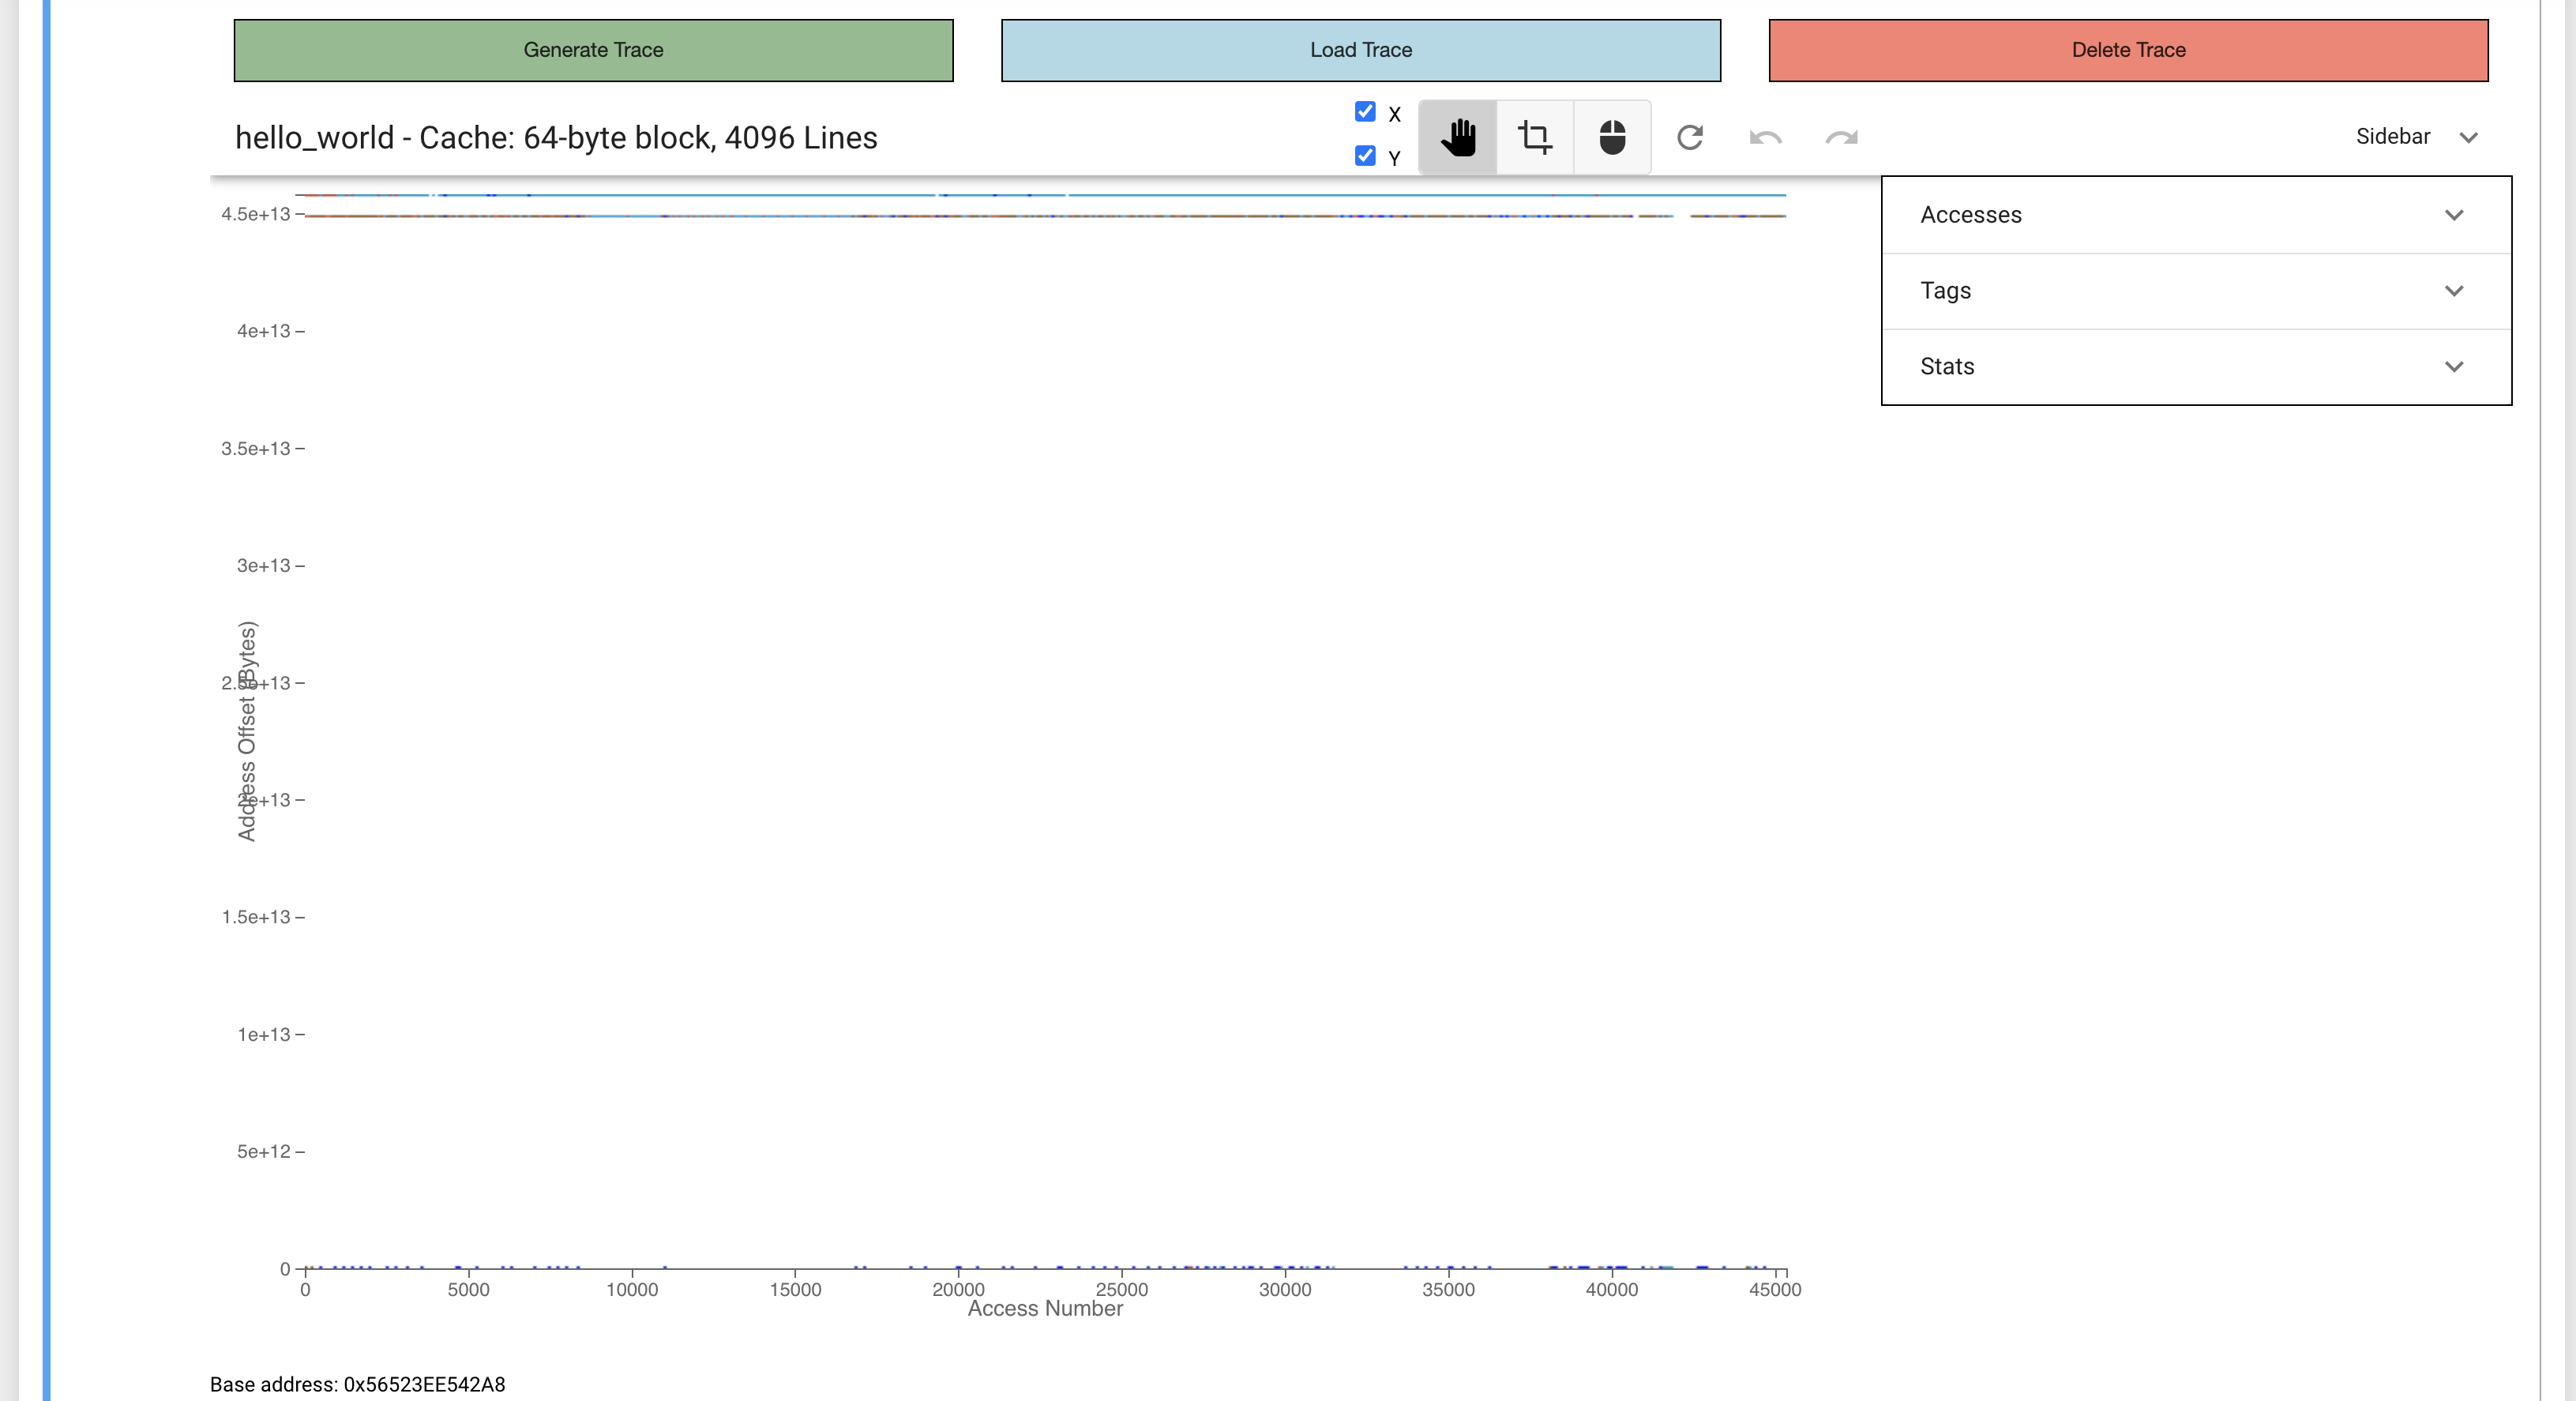 Generate Trace
Load Trace
Delete Trace
hello_world - Cache: 64-byte block, 4096 Lines
X
Y
Sidebar
Accesses
Tags
Stats
4.5e+13
4e+13
3.5e+13
3e+13
2.5e+13
2e+13
1.5e+13
1e+13
5e+12
0
Address Offset (Bytes)
0 5000 10000 15000 20000 25000 30000 35000 40000 45000
Access Number
Base address: 0x56523EE542A8